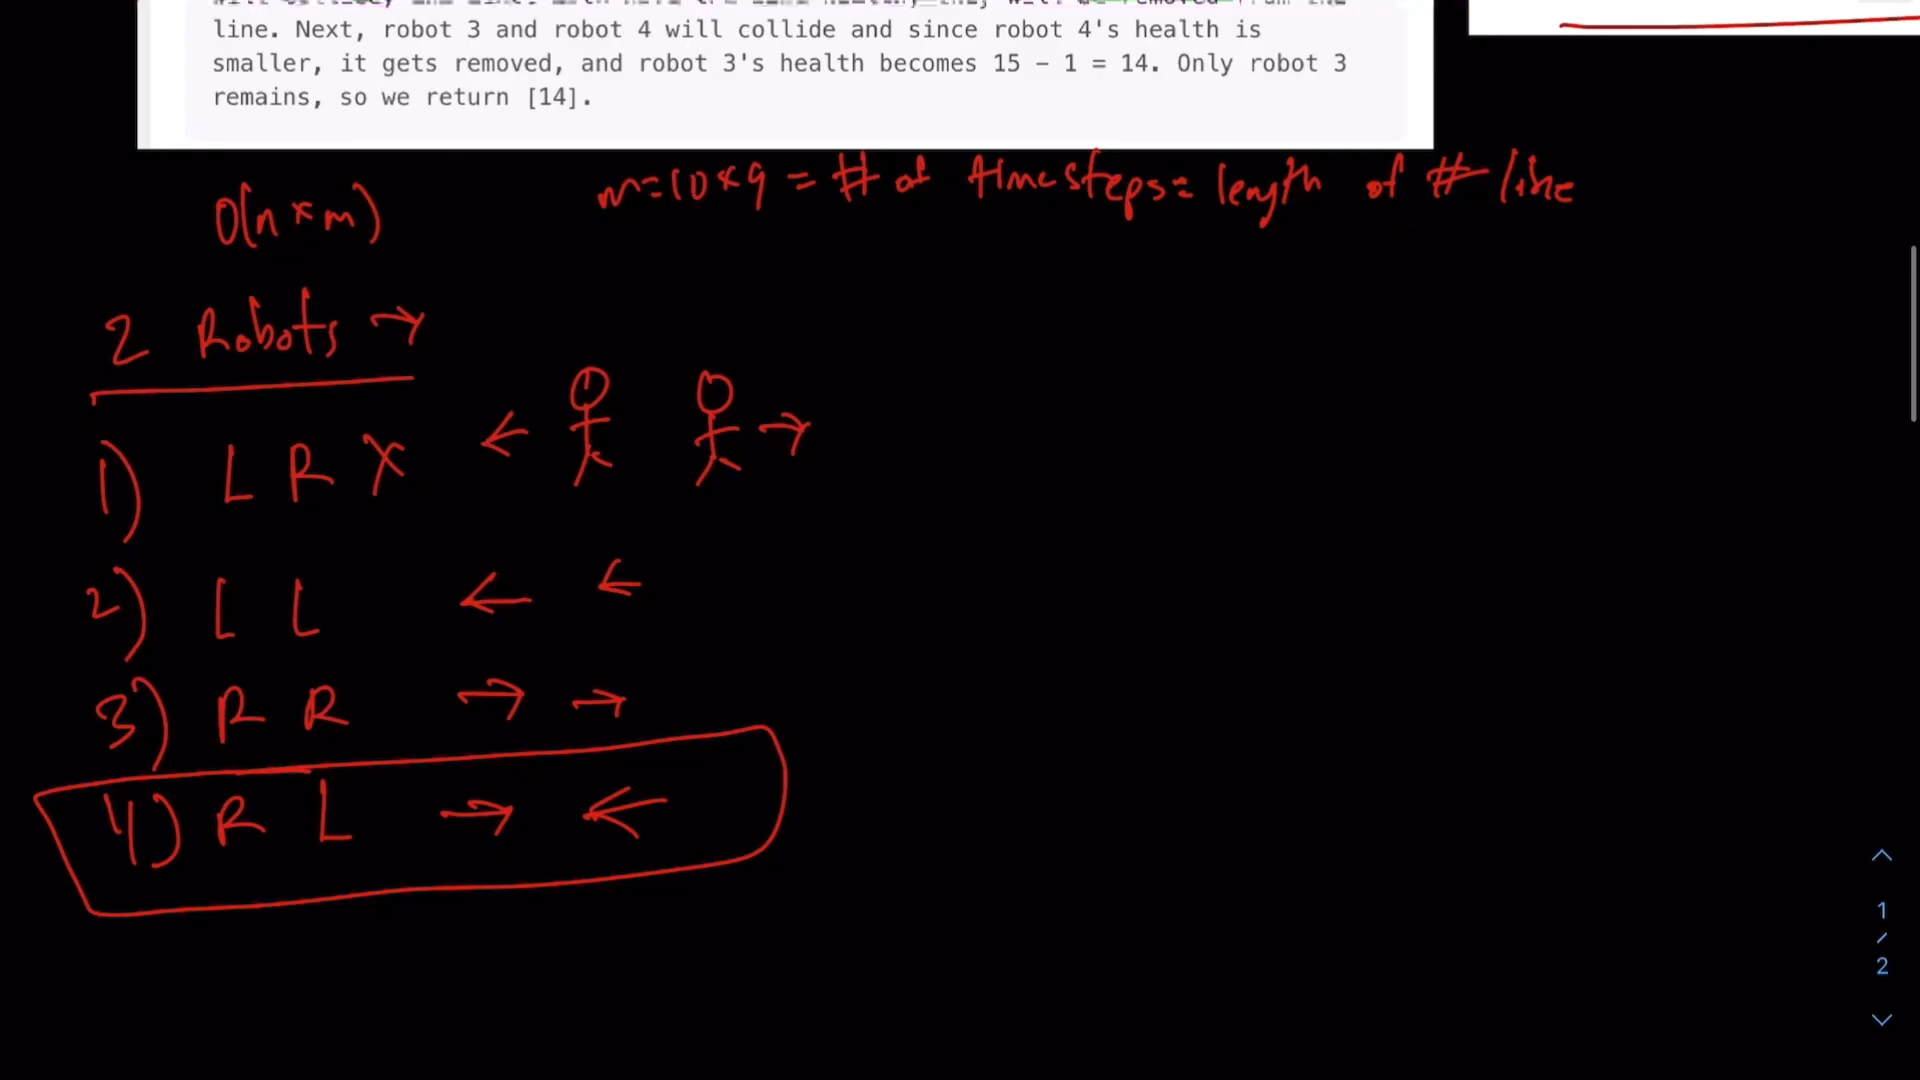 line. Next, robot 3 and robot 4 will collide and since robot 4's health is
smaller, it gets removed, and robot 3's health becomes 15 - 1 = 14. Only robot 3
remains, so we return [14].
m=10*9 = # of timesteps = length of # line
O(n*m)
2 Robots →
1) L R X ← →
2) L L ← ←
3) R R → →
4) R L → ←
1
/
2